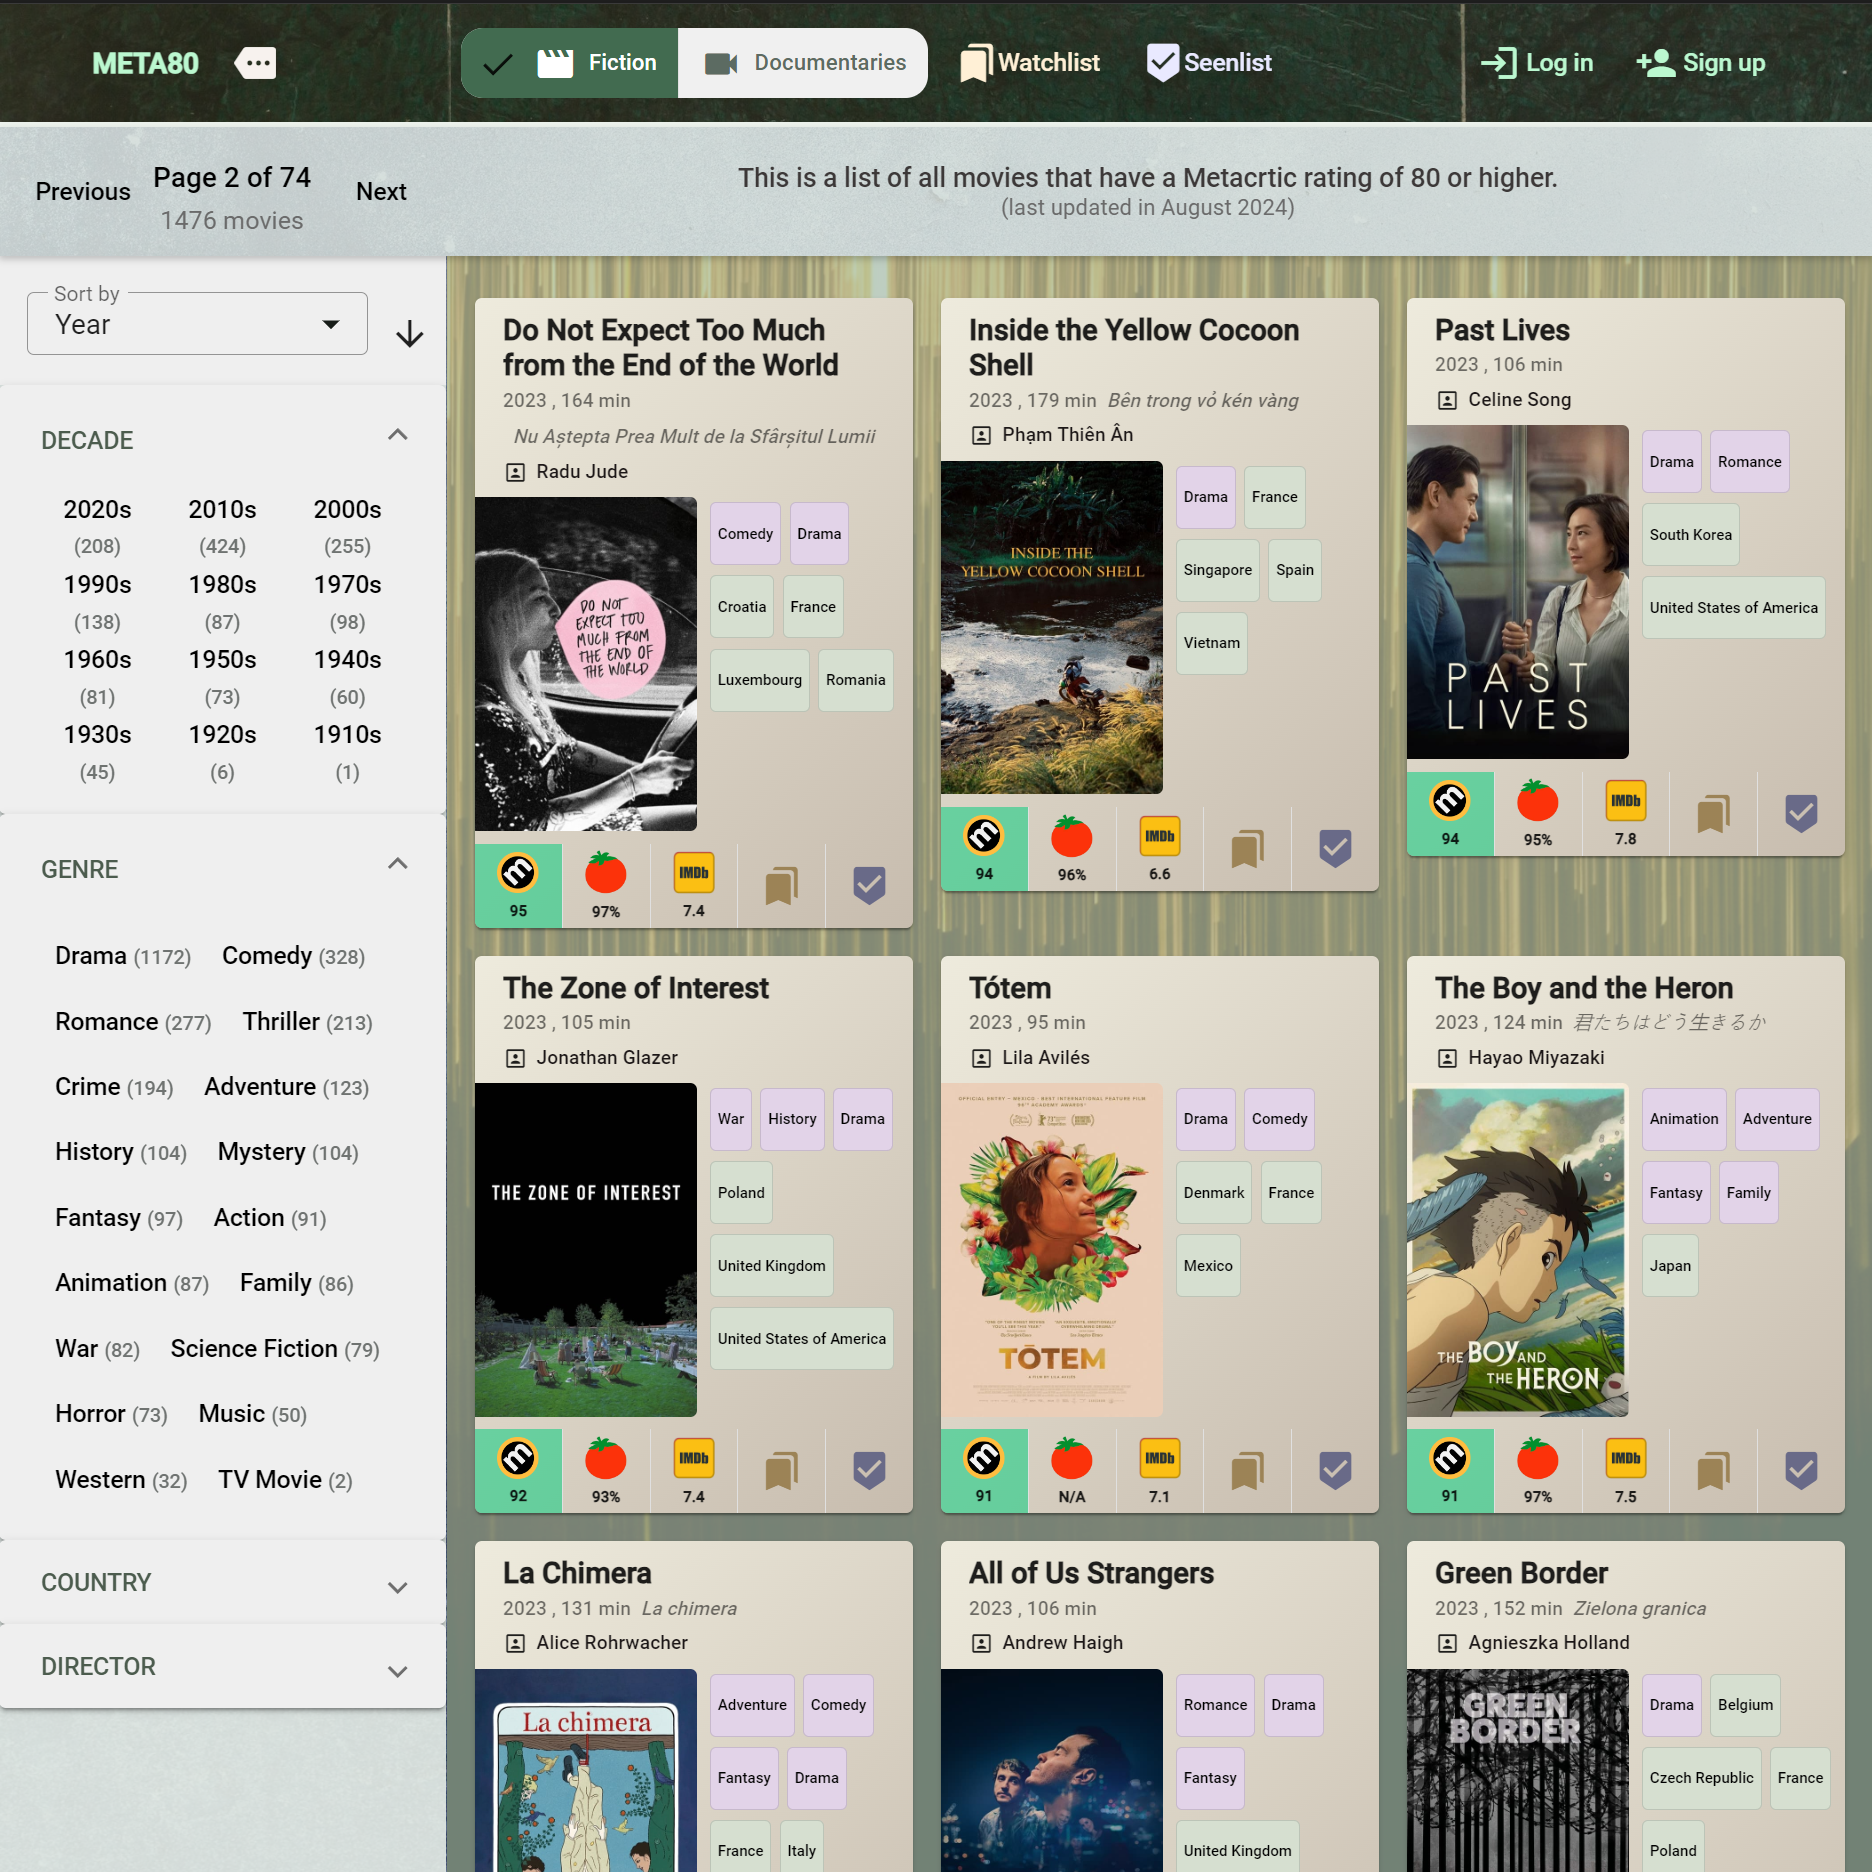 META80
Fiction
Documentaries
Watchlist
Seenlist
Log in
Sign up
Previous
Page 2 of 74
1476 movies
Next
This is a list of all movies that have a Metacrtic rating of 80 or higher.
(last updated in August 2024)
Sort by
Year
DECADE
2020s 2010s 2000s
(208) (424) (255)
1990s 1980s 1970s
(138) (87) (98)
1960s 1950s 1940s
(81) (73) (60)
1930s 1920s 1910s
(45) (6) (1)
GENRE
Drama (1172) Comedy (328)
Romance (277) Thriller (213)
Crime (194) Adventure (123)
History (104) Mystery (104)
Fantasy (97) Action (91)
Animation (87) Family (86)
War (82) Science Fiction (79)
Horror (73) Music (50)
Western (32) TV Movie (2)
COUNTRY
DIRECTOR
Do Not Expect Too Much
from the End of the World
2023 , 164 min
Nu Aștepta Prea Mult de la Sfârșitul Lumii
Radu Jude
DO NOT
EXPECT TOO
MUCH FROM
THE END OF
THE WORLD
Comedy Drama
Croatia France
Luxembourg Romania
IMDb
95 97% 7.4
Inside the Yellow Cocoon
Shell
2023 , 179 min Bên trong vỏ kén vàng
Phạm Thiên Ân
INSIDE THE
YELLOW COCOON SHELL
Drama France
Singapore Spain
Vietnam
IMDb
94 96% 6.6
Past Lives
2023 , 106 min
Celine Song
PAST
LIVES
Drama Romance
South Korea
United States of America
IMDb
94 95% 7.8
The Zone of Interest
2023 , 105 min
Jonathan Glazer
THE ZONE OF INTEREST
War History Drama
Poland
United Kingdom
United States of America
IMDb
92 93% 7.4
Tótem
2023 , 95 min
Lila Avilés
OFFICIAL ENTRY - MEXICO - BEST INTERNATIONAL FEATURE FILM
TÓTEM
Drama Comedy
Denmark France
Mexico
IMDb
91 N/A 7.1
The Boy and the Heron
2023 , 124 min 君たちはどう生きるか
Hayao Miyazaki
THE BOY AND
THE HERON
Animation Adventure
Fantasy Family
Japan
IMDb
91 97% 7.5
La Chimera
2023 , 131 min La chimera
Alice Rohrwacher
La chimera
Adventure Comedy
Fantasy Drama
France Italy
All of Us Strangers
2023 , 106 min
Andrew Haigh
Romance Drama
Fantasy
United Kingdom
Green Border
2023 , 152 min Zielona granica
Agnieszka Holland
GREEN
BORDER
Drama Belgium
Czech Republic France
Poland